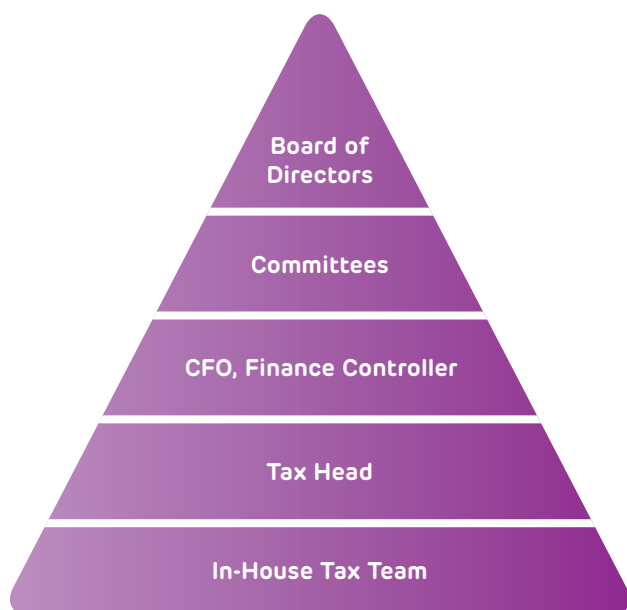 Board of
Directors
Committees
CFO, Finance Controller
Tax Head
In-House Tax Team